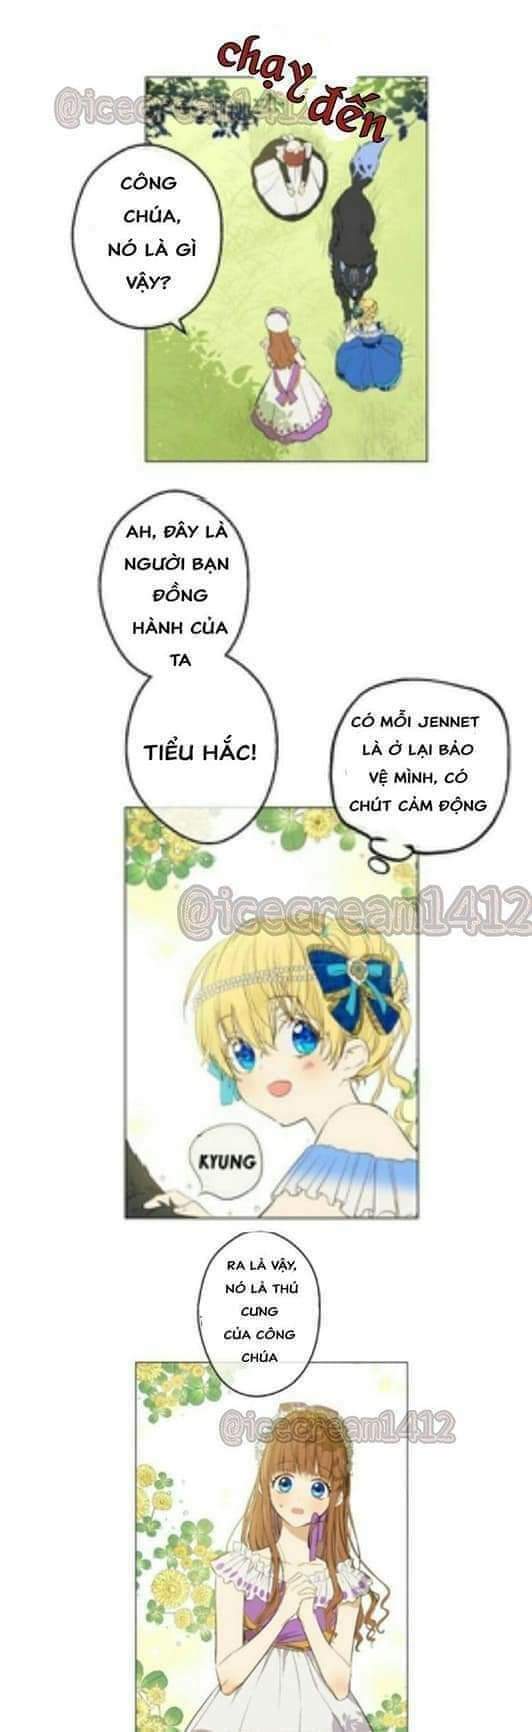 chạy
đến
@icecream1412
CÔNG
CHÚA,
NÓ LÀ GÌ
VẬY?
AH, ĐÂY LÀ
NGƯỜI BẠN
ĐỒNG
HÀNH CỦA
TA
TIỂU HẮC!
CÓ MỖI JENNET
LÀ Ở LẠI BẢO
VỆ MÌNH, CÓ
CHÚT CẢM ĐỘNG
@icecream1412
KYUNG
RA LÀ VẬY,
NÓ LÀ THÚ
CƯNG
CỦA CÔNG
CHÚA
@icecream1412